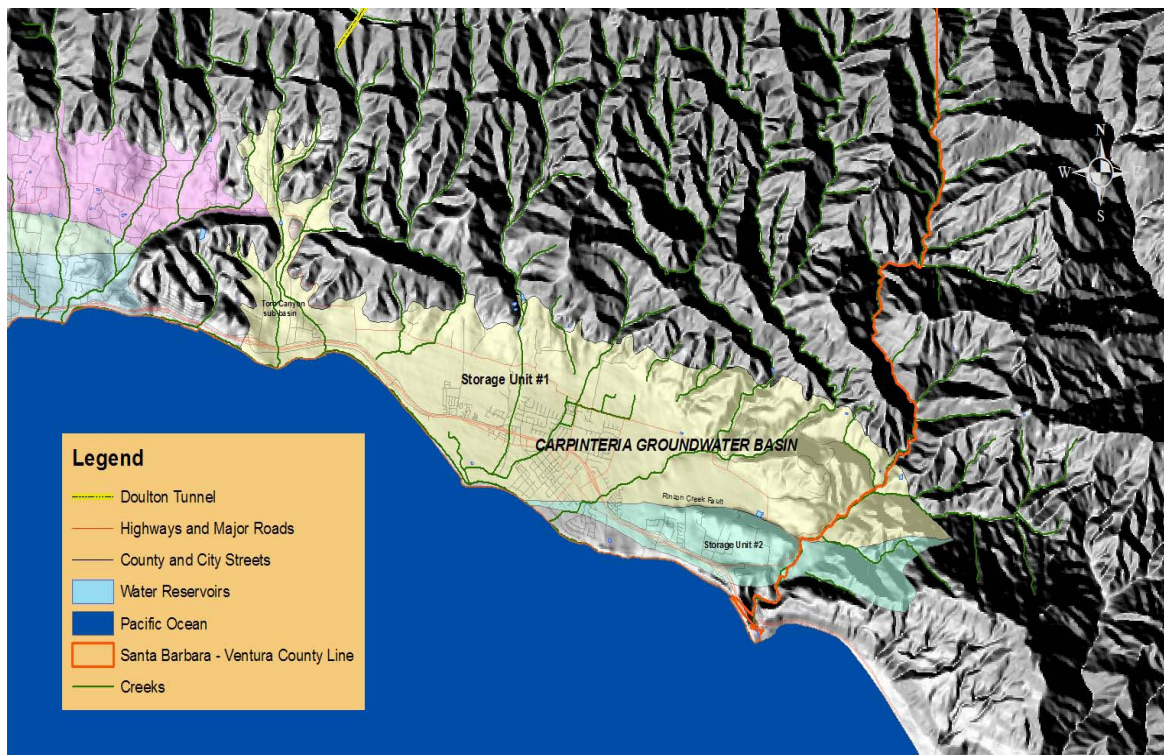 N
W
E
S
Toro Canyon
sub-basin
Storage Unit #1
CARPINTERIA GROUNDWATER BASIN
Rincon Creek Fault
Storage Unit #2
Legend
Doulton Tunnel
Highways and Major Roads
County and City Streets
Water Reservoirs
Pacific Ocean
Santa Barbara - Ventura County Line
Creeks